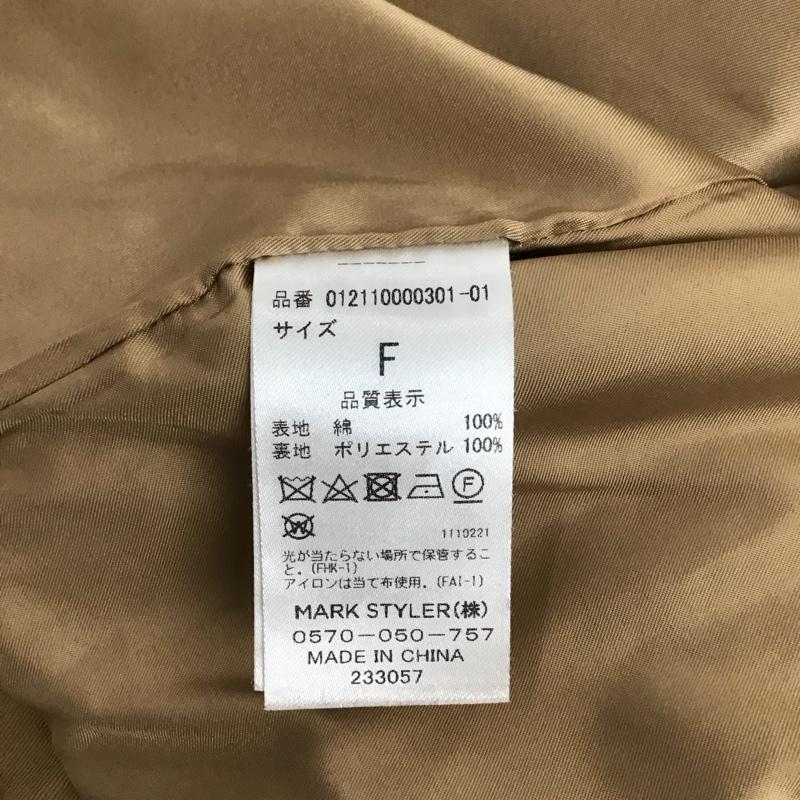 品番 012110000301-01
サイズ
F
品質表示
表地 綿 100%
裏地 ポリエステル 100%
F
W
1110221
光が当たらない場所で保管するこ
と。(FHK-1)
アイロンは当て布使用。(FAI-1)
MARK STYLER(株)
0570-050-757
MADE IN CHINA
233057